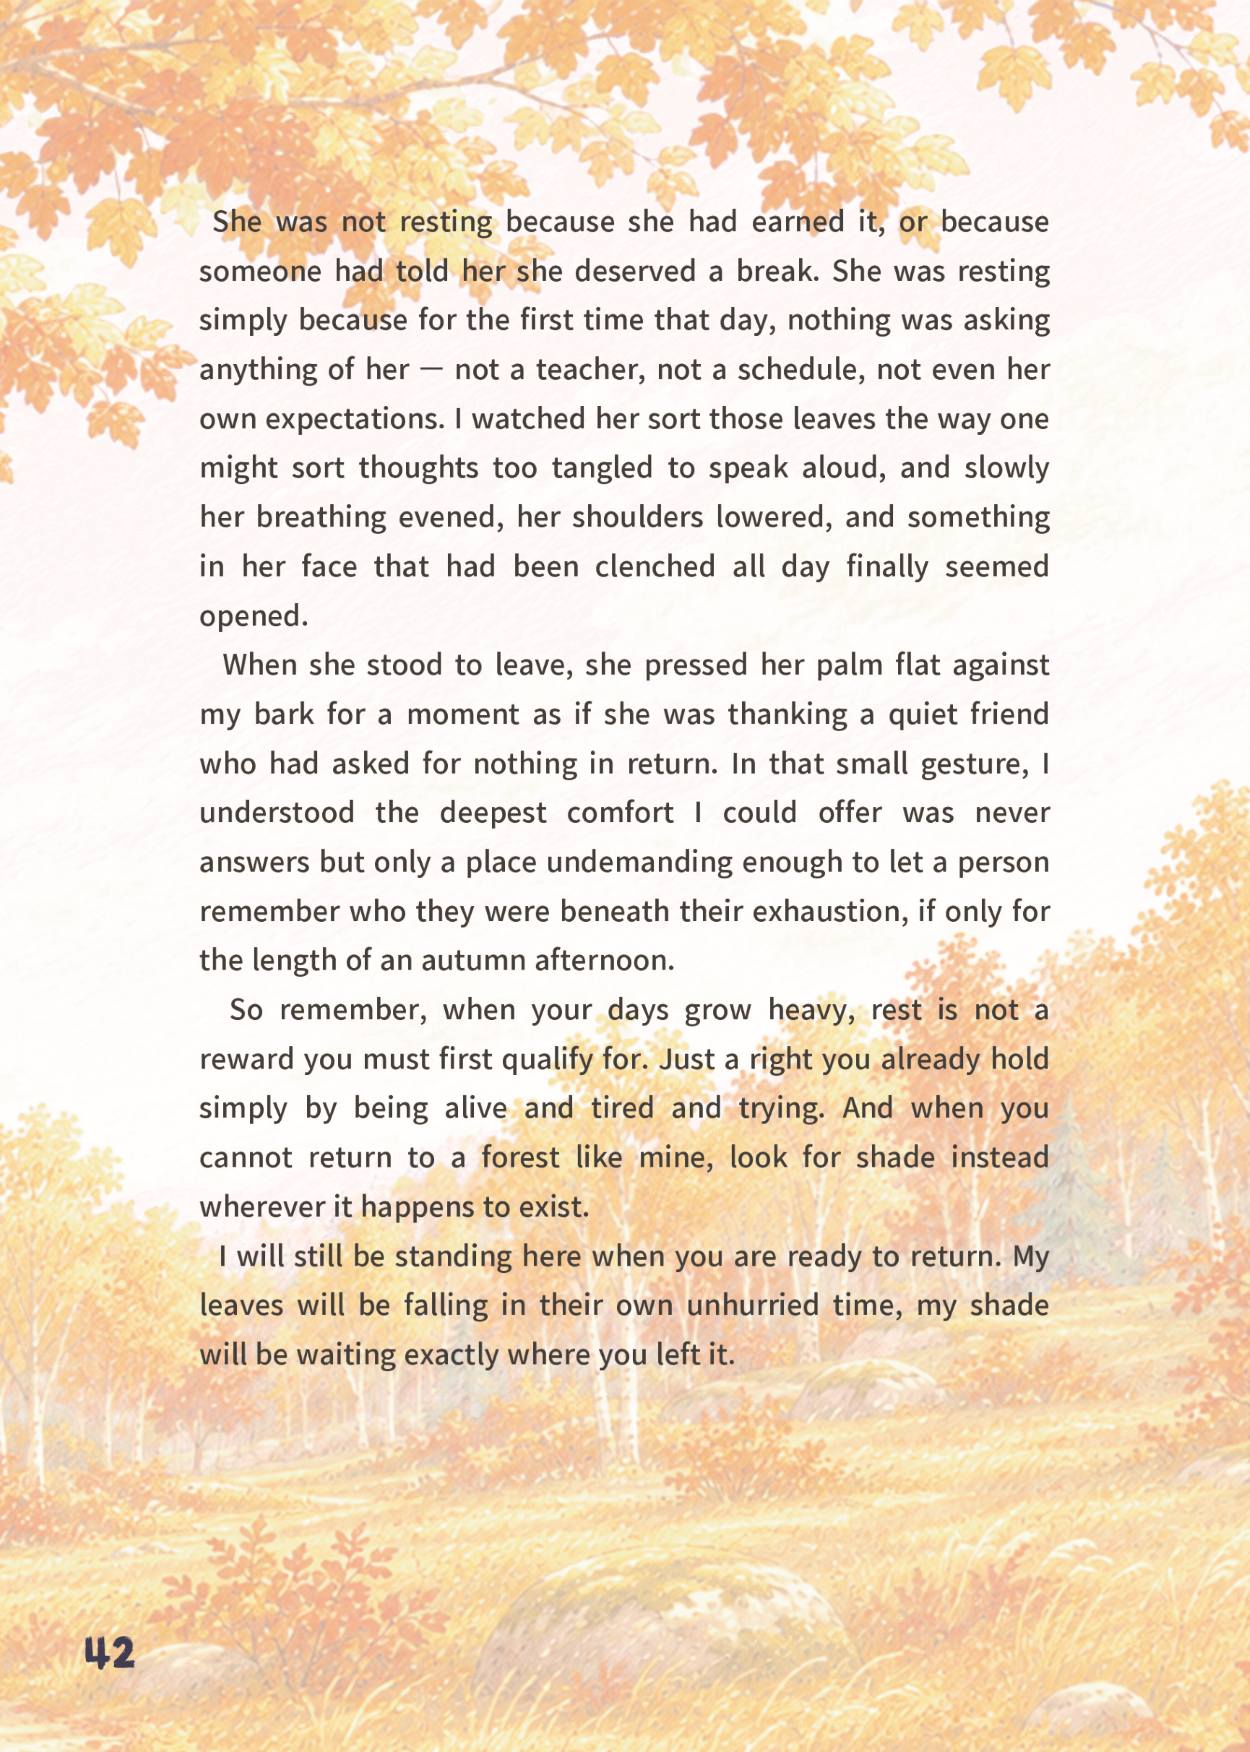 She was not resting because she had earned it, or because
someone had told her she deserved a break. She was resting
simply because for the first time that day, nothing was asking
anything of her — not a teacher, not a schedule, not even her
own expectations. I watched her sort those leaves the way one
might sort thoughts too tangled to speak aloud, and slowly
her breathing evened, her shoulders lowered, and something
in her face that had been clenched all day finally seemed
opened.
When she stood to leave, she pressed her palm flat against
my bark for a moment as if she was thanking a quiet friend
who had asked for nothing in return. In that small gesture, I
understood the deepest comfort I could offer was never
answers but only a place undemanding enough to let a person
remember who they were beneath their exhaustion, if only for
the length of an autumn afternoon.
So remember, when your days grow heavy, rest is not a
reward you must first qualify for. Just a right you already hold
simply by being alive and tired and trying. And when you
cannot return to a forest like mine, look for shade instead
wherever it happens to exist.
I will still be standing here when you are ready to return. My
leaves will be falling in their own unhurried time, my shade
will be waiting exactly where you left it.
42